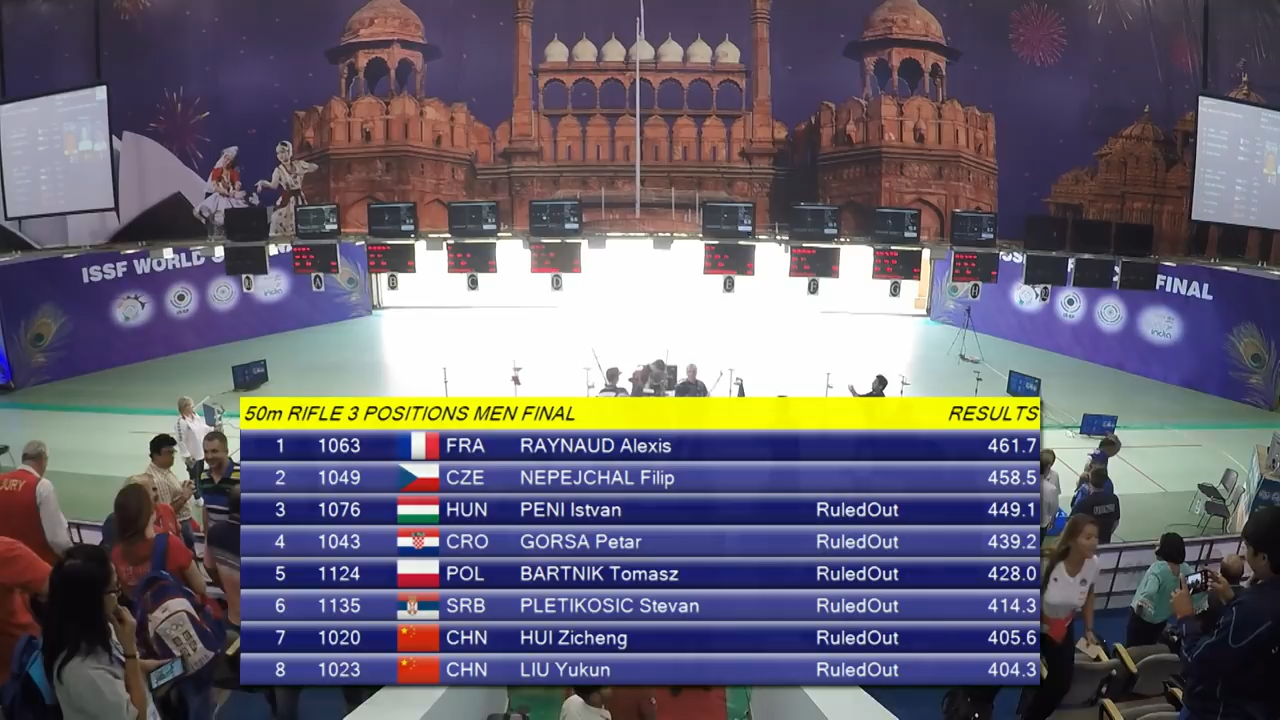 ISSF WORLD
FINAL
india
india
A
B
C
D
E
F
G
H
JURY
50m RIFLE 3 POSITIONS MEN FINAL RESULTS
1 1063 FRA RAYNAUD Alexis 461.7
2 1049 CZE NEPEJCHAL Filip 458.5
3 1076 HUN PENI Istvan RuledOut 449.1
4 1043 CRO GORSA Petar RuledOut 439.2
5 1124 POL BARTNIK Tomasz RuledOut 428.0
6 1135 SRB PLETIKOSIC Stevan RuledOut 414.3
7 1020 CHN HUI Zicheng RuledOut 405.6
8 1023 CHN LIU Yukun RuledOut 404.3